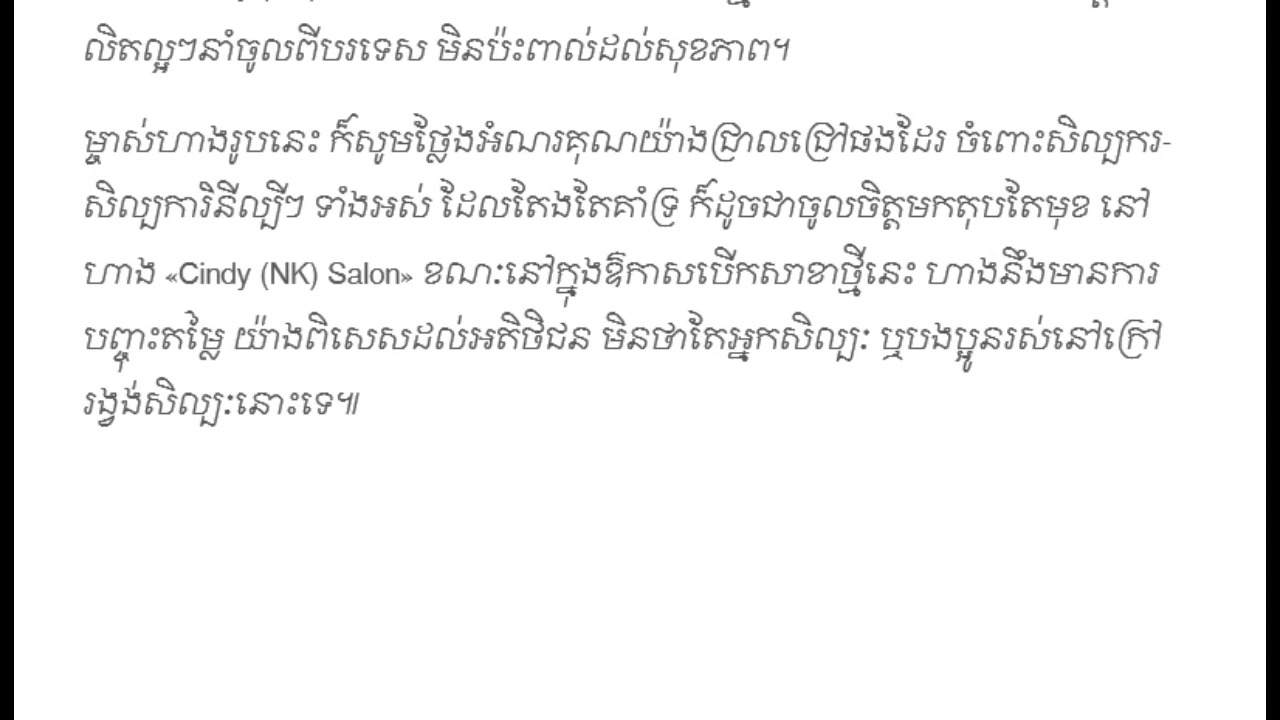 លិតល្អៗនាំចូលពីបរទេស មិនប៉ះពាល់ដល់សុខភាព។
ម្ចាស់ហាងរូបនេះ ក៏សូមថ្លែងអំណរគុណយ៉ាងជ្រាលជ្រៅផងដែរ ចំពោះសិល្បករ-
សិល្បការិនីល្បីៗ ទាំងអស់ ដែលតែងតែគាំទ្រ ក៏ដូចជាចូលចិត្តមកតុបតែមុខ នៅ
ហាង «Cindy (NK) Salon» ខណៈនៅក្នុងឱកាសបើកសាខាថ្មីនេះ ហាងនឹងមានការ
បញ្ចុះតម្លៃ យ៉ាងពិសេសដល់អតិថិជន មិនថាតែអ្នកសិល្បៈ ឬបងប្អូនរស់នៅក្រៅ
រង្វង់សិល្បៈនោះទេ៕